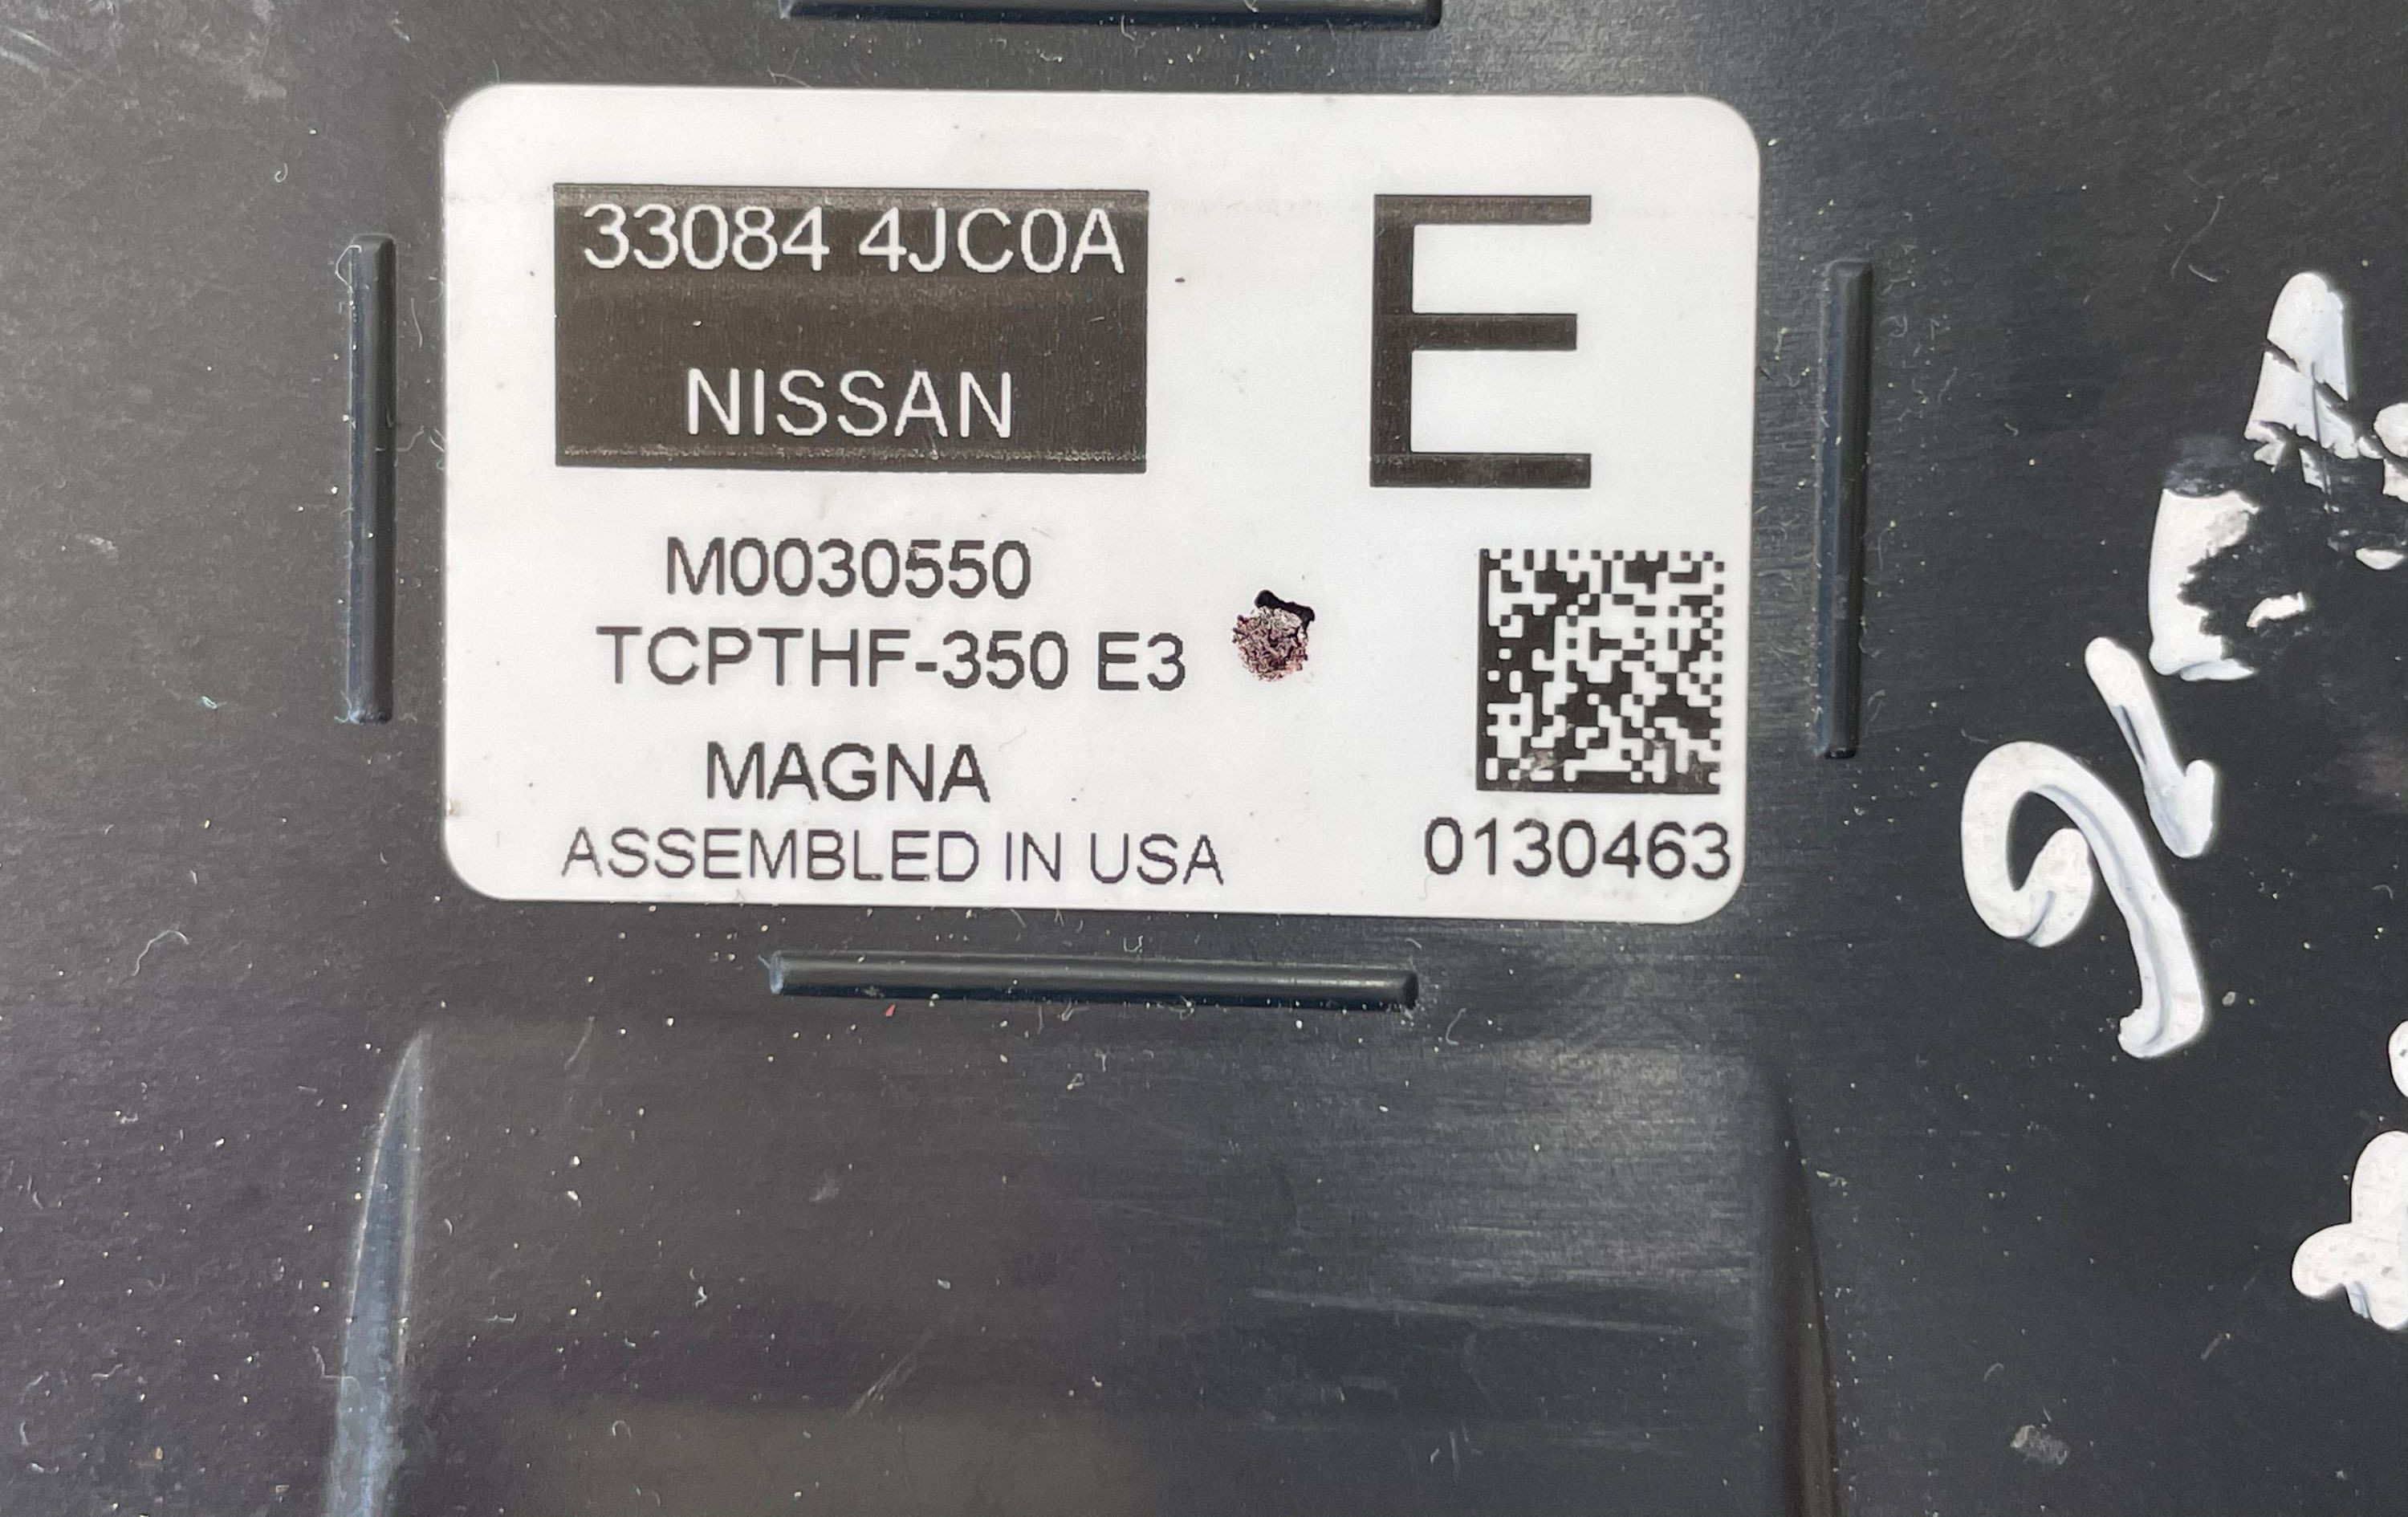 33084 4JC0A
NISSAN
E
M0030550
TCPTHF-350 E3
MAGNA
ASSEMBLED IN USA
0130463